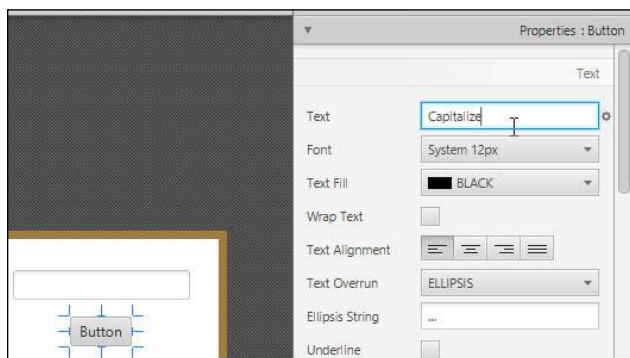 Properties : Button
Text
Text Capitalize
Font System 12px
Text Fill BLACK
Wrap Text
Text Alignment
Text Overrun ELLIPSIS
Ellipsis String ...
Button
Underline